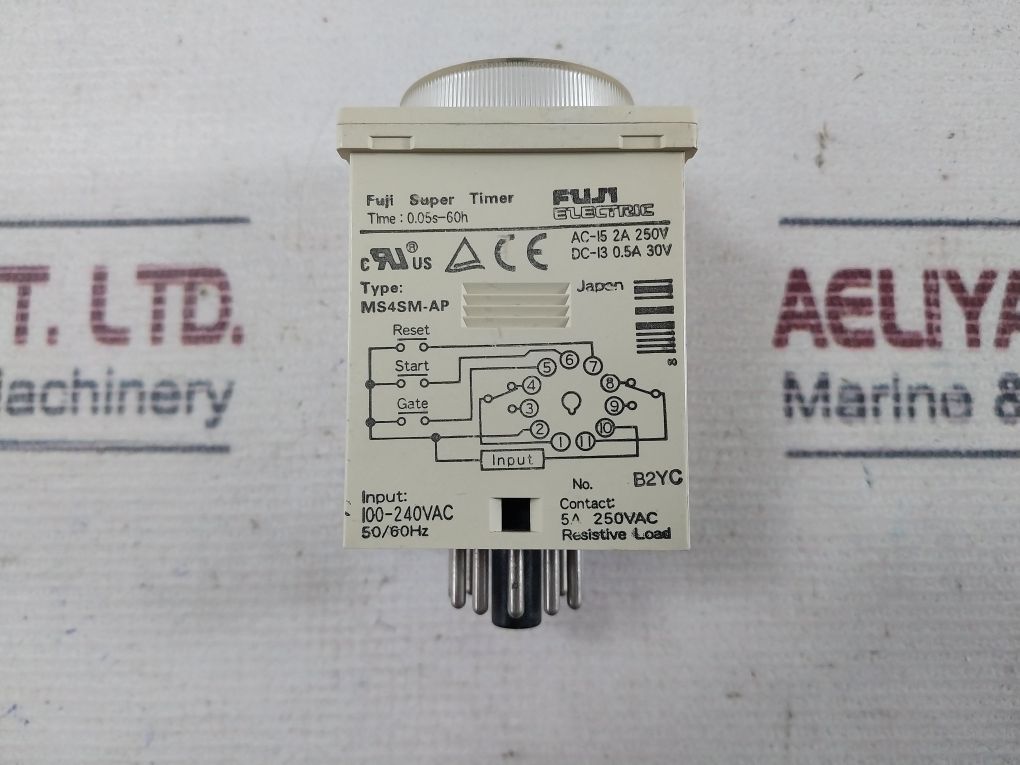 Fuji Super Timer
Time : 0.05s-60h
FUJI
ELECTRIC
AC-15 2A 250V
DC-13 0.5A 30V
c RU ® US CE
Type:
MS4SM-AP
Japan
Reset
Start
Gate
6
5
7
4
8
3
9
2
10
1
11
Input
8
No. B2YC
Input:
100-240VAC
50/60Hz
Contact:
5A 250VAC
Resistive Load
T. LTD.
achinery
AELIYA
Marine &